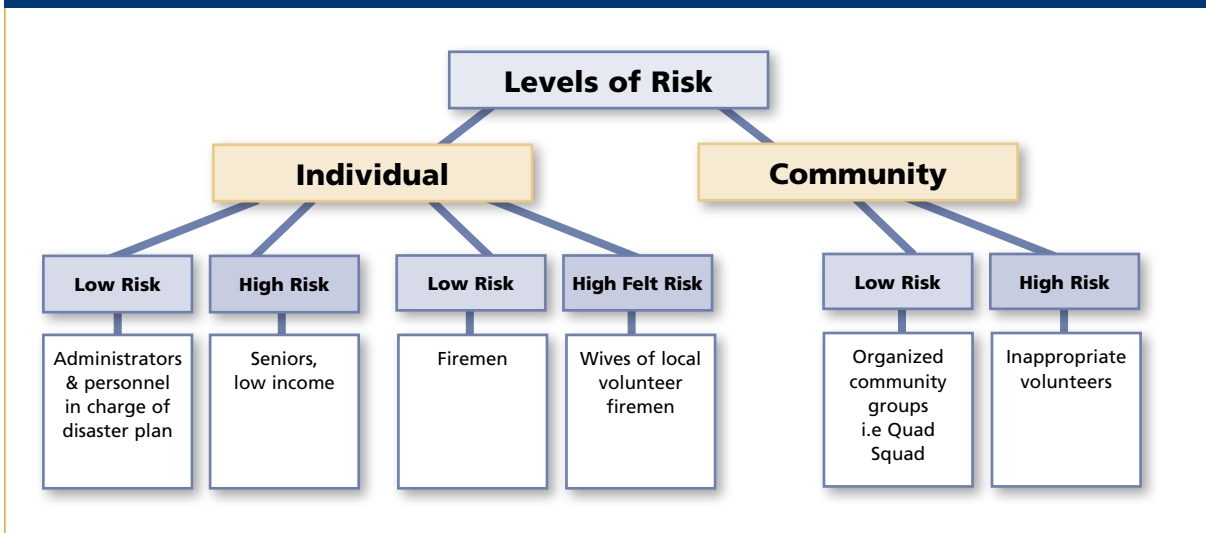 Levels of Risk
Individual
Community
Low Risk
High Risk
Low Risk
High Felt Risk
Low Risk
High Risk
Administrators
& personnel
in charge of
disaster plan
Seniors,
low income
Firemen
Wives of local
volunteer
firemen
Organized
community
groups
i.e Quad
Squad
Inappropriate
volunteers